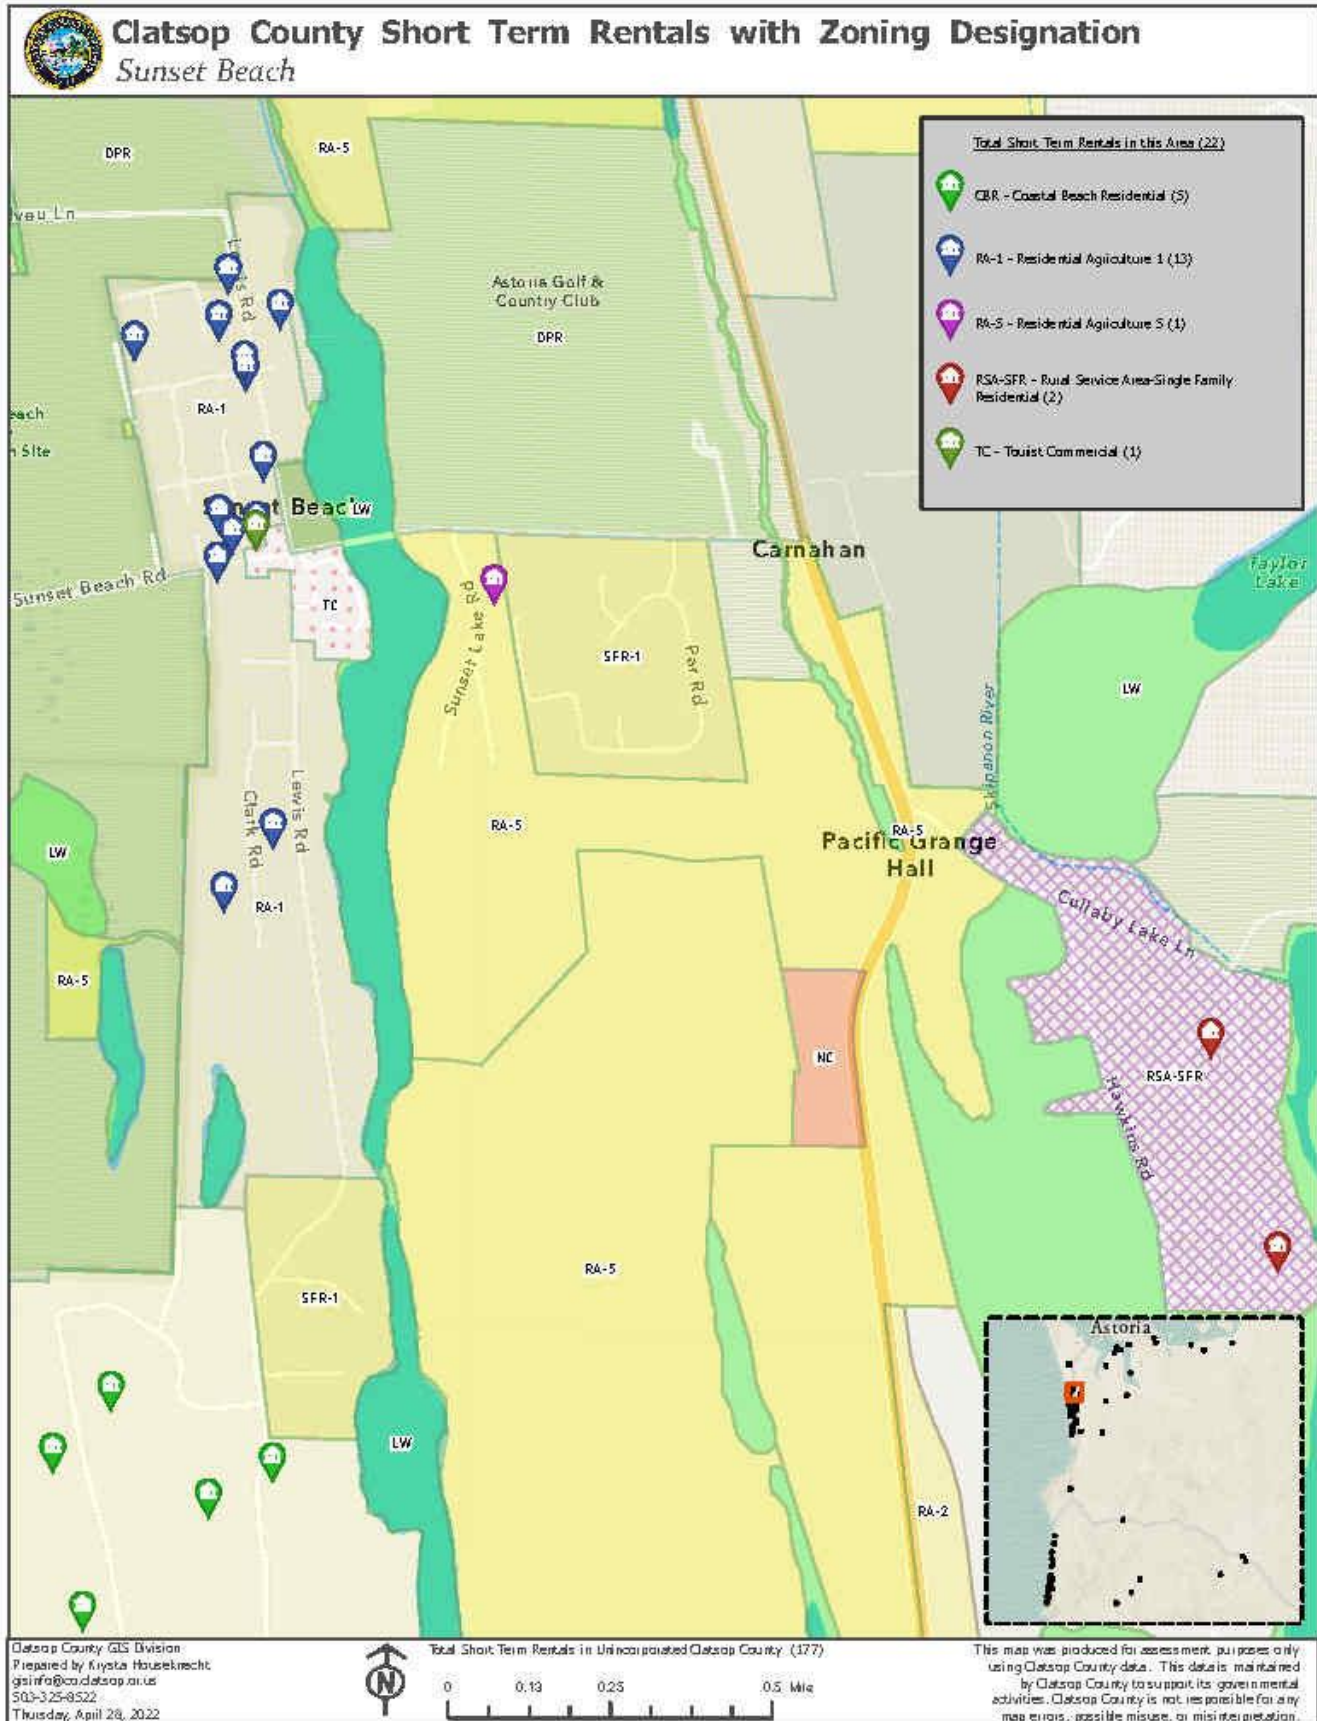 Clatsop County Short Term Rentals with Zoning Designation
Sunset Beach
Total Short Term Rentals in this Area (22)
CBR - Coastal Beach Residential (5)
RA-1 - Residential Agriculture 1 (13)
RA-5 - Residential Agriculture 5 (1)
RSA-SFR - Rural Service Area-Single Family
Residential (2)
TC - Tourist Commercial (1)
DPR
RA-5
Ln
Rd
Astoria Golf &
Country Club
DPR
RA-1
each
Site
Sunset Beach
LW
Carnahan
Taylor
Lake
Sunset Beach Rd
TC
Sunset Lake Rd
SFR-1
Par Rd
LW
Skipanon River
Lewis Rd
Clark Rd
RA-5
RA-5
Pacific Grange
Hall
LW
RA-1
Cullaby Lake Ln
RA-5
NC
RSA-SFR
Hawkins Rd
RA-5
SFR-1
LW
RA-2
Astoria
Clatsop County GIS Division
Prepared by Krysta Houseknecht
gisinfo@co.clatsop.or.us
503-325-8522
Thursday, April 28, 2022
N
Total Short Term Rentals in Unincorporated Clatsop County (177)
0 0.13 0.25 0.5 Mile
This map was produced for assessment purposes only
using Clatsop County data. This data is maintained
by Clatsop County to support its governmental
activities. Clatsop County is not responsible for any
map errors, possible misuse, or misinterpretation.